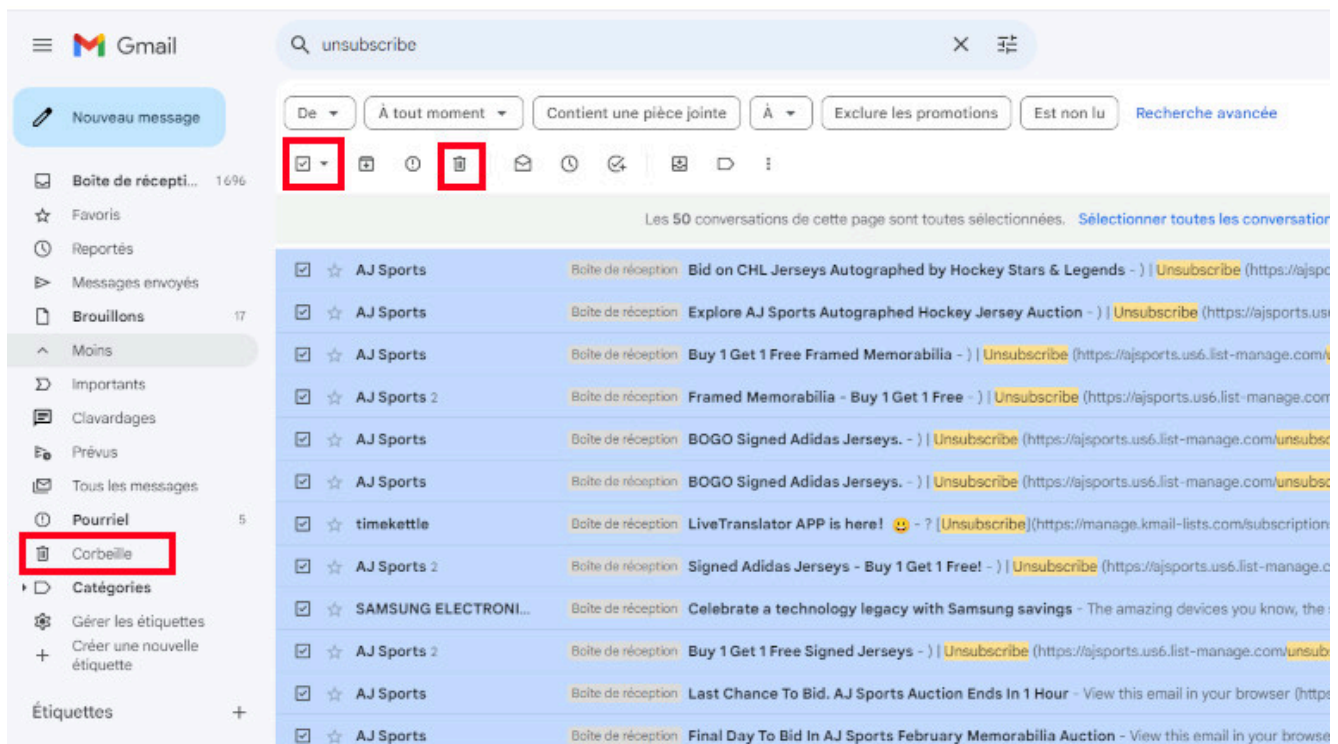 Gmail
unsubscribe
Nouveau message
De
À tout moment
Contient une pièce jointe
À
Exclure les promotions
Est non lu
Recherche avancée
Boîte de récepti... 1696
Favoris
Reportés
Messages envoyés
Brouillons 17
Moins
Importants
Clavardages
Prévus
Tous les messages
Pourriel 5
Corbeille
Catégories
Gérer les étiquettes
Créer une nouvelle
étiquette
Étiquettes
Les 50 conversations de cette page sont toutes sélectionnées. Sélectionner toutes les conversation
AJ Sports Boîte de réception Bid on CHL Jerseys Autographed by Hockey Stars & Legends - ) | Unsubscribe (https://ajspo
AJ Sports Boîte de réception Explore AJ Sports Autographed Hockey Jersey Auction - ) | Unsubscribe (https://ajsports.us
AJ Sports Boîte de réception Buy 1 Get 1 Free Framed Memorabilia - ) | Unsubscribe (https://ajsports.us6.list-manage.com/
AJ Sports 2 Boîte de réception Framed Memorabilia - Buy 1 Get 1 Free - ) | Unsubscribe (https://ajsports.us6.list-manage.com
AJ Sports Boîte de réception BOGO Signed Adidas Jerseys. - ) | Unsubscribe (https://ajsports.us6.list-manage.com/unsubsc
AJ Sports Boîte de réception BOGO Signed Adidas Jerseys. - ) | Unsubscribe (https://ajsports.us6.list-manage.com/unsubsc
timekettle Boîte de réception LiveTranslator APP is here! 😃 - ? [Unsubscribe](https://manage.kmail-lists.com/subscription
AJ Sports 2 Boîte de réception Signed Adidas Jerseys - Buy 1 Get 1 Free! - ) | Unsubscribe (https://ajsports.us6.list-manage.c
SAMSUNG ELECTRONI... Boîte de réception Celebrate a technology legacy with Samsung savings - The amazing devices you know, the
AJ Sports 2 Boîte de réception Buy 1 Get 1 Free Signed Jerseys - ) | Unsubscribe (https://ajsports.us6.list-manage.com/unsub
AJ Sports Boîte de réception Last Chance To Bid. AJ Sports Auction Ends In 1 Hour - View this email in your browser (https
AJ Sports Boîte de réception Final Day To Bid In AJ Sports February Memorabilia Auction - View this email in your browse